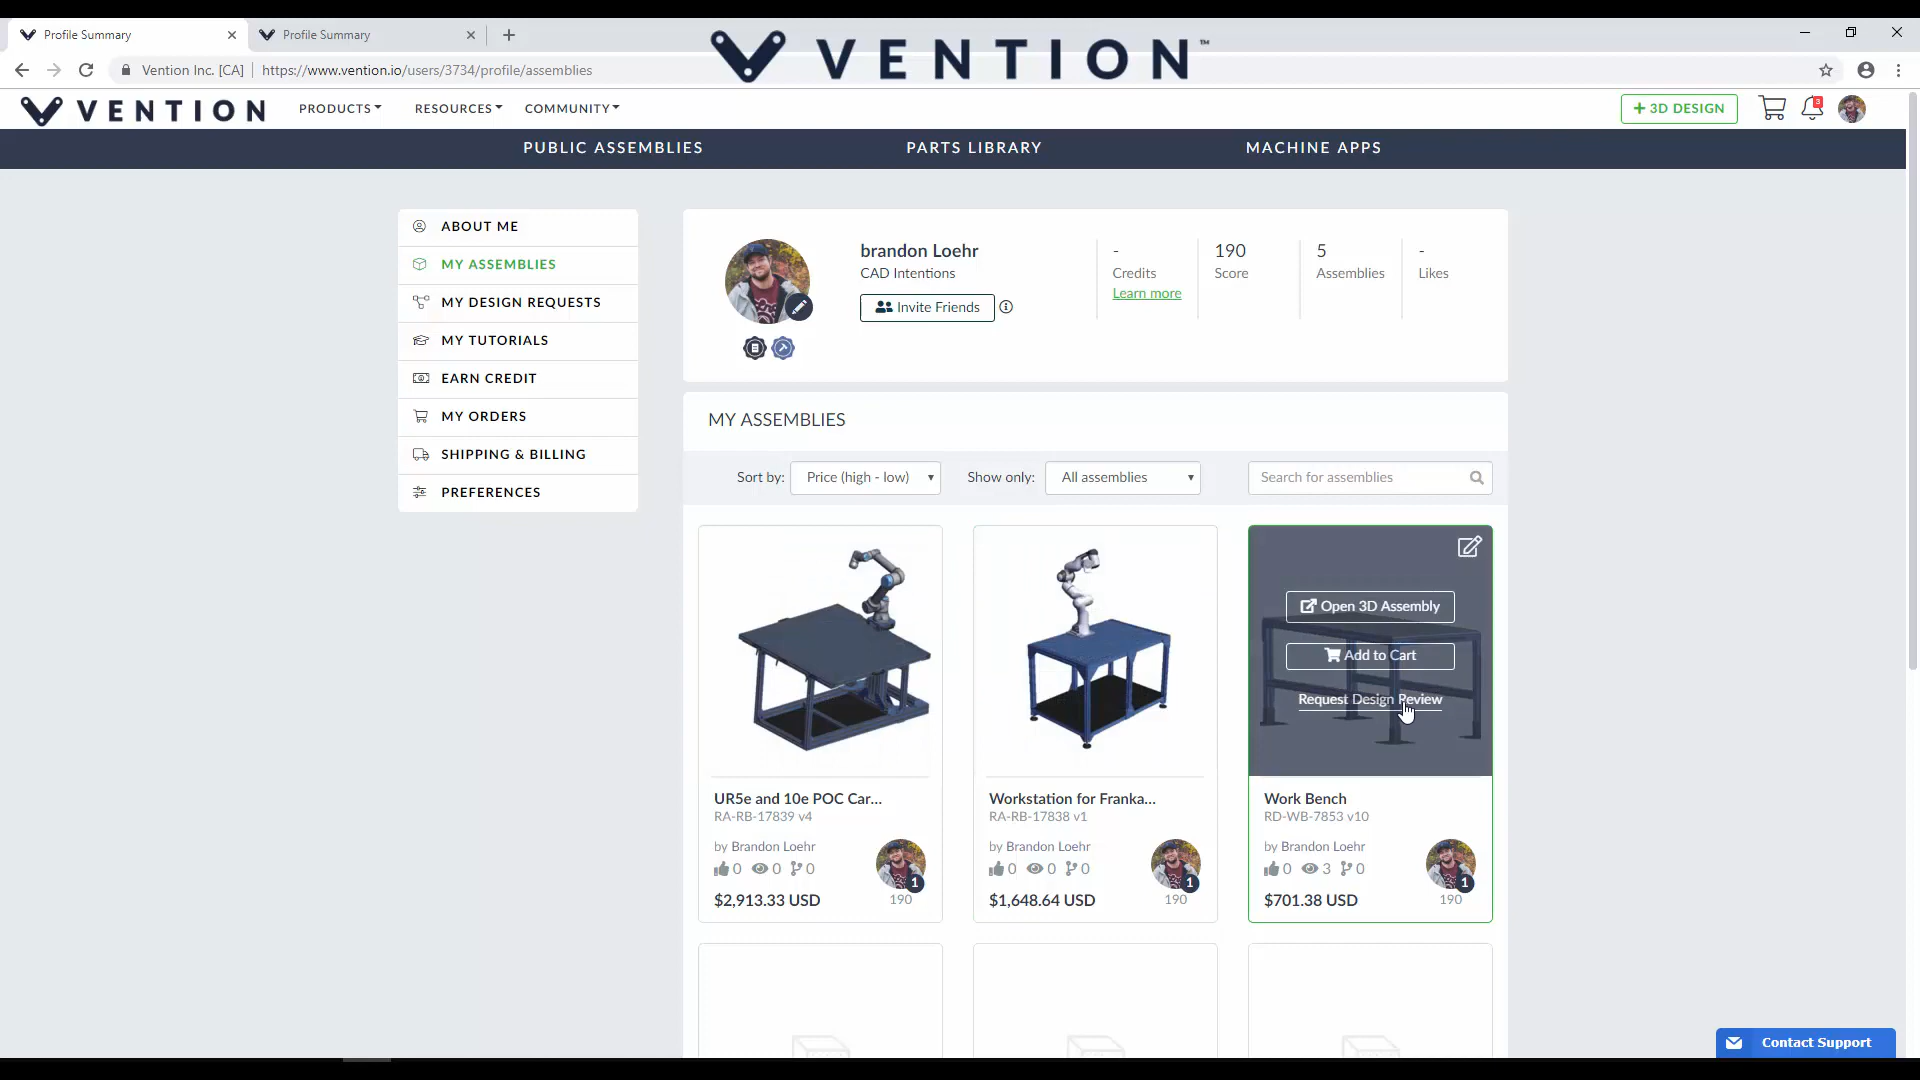 Profile Summary
Profile Summary
VENTION™
Vention Inc. [CA]
https://www.vention.io/users/3734/profile/assemblies
VENTION
PRODUCTS
RESOURCES
COMMUNITY
+ 3D DESIGN
3
PUBLIC ASSEMBLIES
PARTS LIBRARY
MACHINE APPS
ABOUT ME
MY ASSEMBLIES
MY DESIGN REQUESTS
MY TUTORIALS
EARN CREDIT
MY ORDERS
SHIPPING & BILLING
PREFERENCES
brandon Loehr
CAD Intentions
Invite Friends
-
Credits
Learn more
190
Score
5
Assemblies
-
Likes
MY ASSEMBLIES
Sort by:
Price (high - low)
Show only:
All assemblies
Search for assemblies
UR5e and 10e POC Car...
RA-RB-17839 v4
by Brandon Loehr
0 0 0
1
190
$2,913.33 USD
Workstation for Franka...
RA-RB-17838 v1
by Brandon Loehr
0 0 0
1
190
$1,648.64 USD
Open 3D Assembly
Add to Cart
Request Design Review
Work Bench
RD-WB-7853 v10
by Brandon Loehr
0 3 0
1
190
$701.38 USD
Contact Support